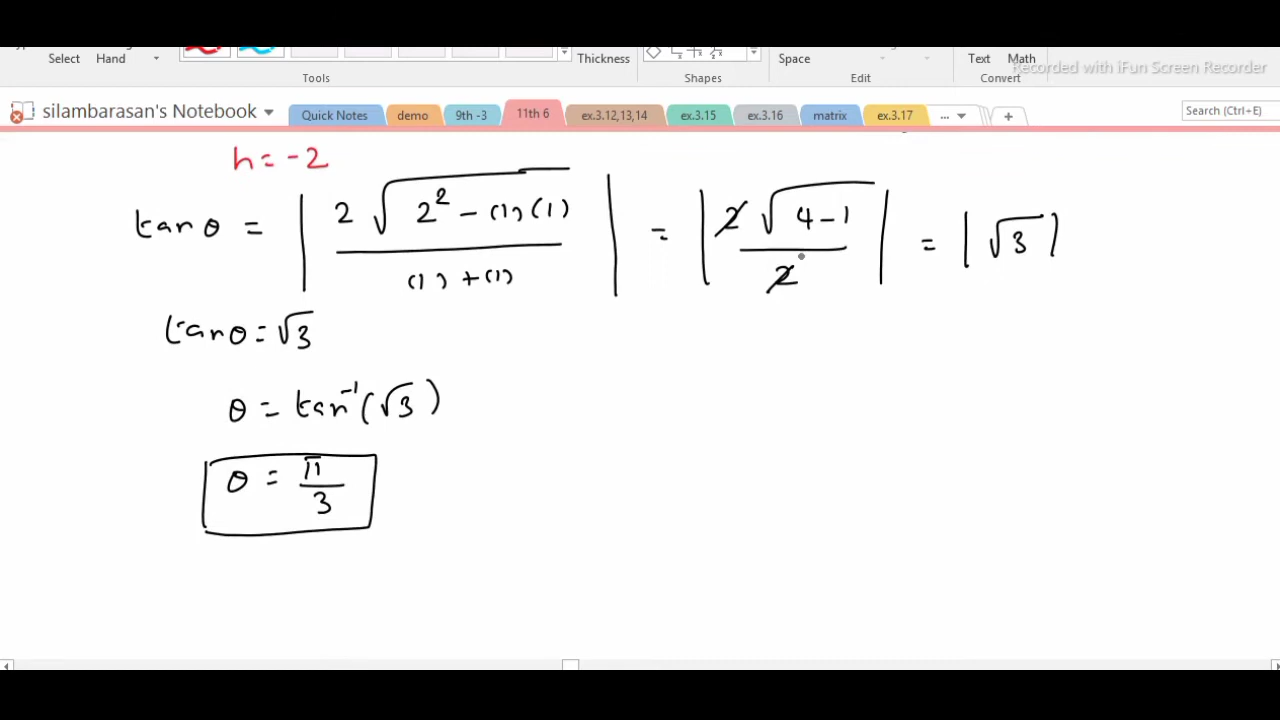 Select Hand Thickness Space Text Math
Tools Shapes Edit Convert
Recorded with iFun Screen Recorder
silambarasan's Notebook Quick Notes demo 9th -3 11th 6 ex.3.12,13,14 ex.3.15 ex.3.16 matrix ex.3.17 ... + Search (Ctrl+E)
h = -2
tan θ = | 2 √(2² - (1)(1)) / (1) + (1) | = | 2 √(4 - 1) / 2 | = | √3 |
tan θ = √3
θ = tan⁻¹(√3)
θ = π/3